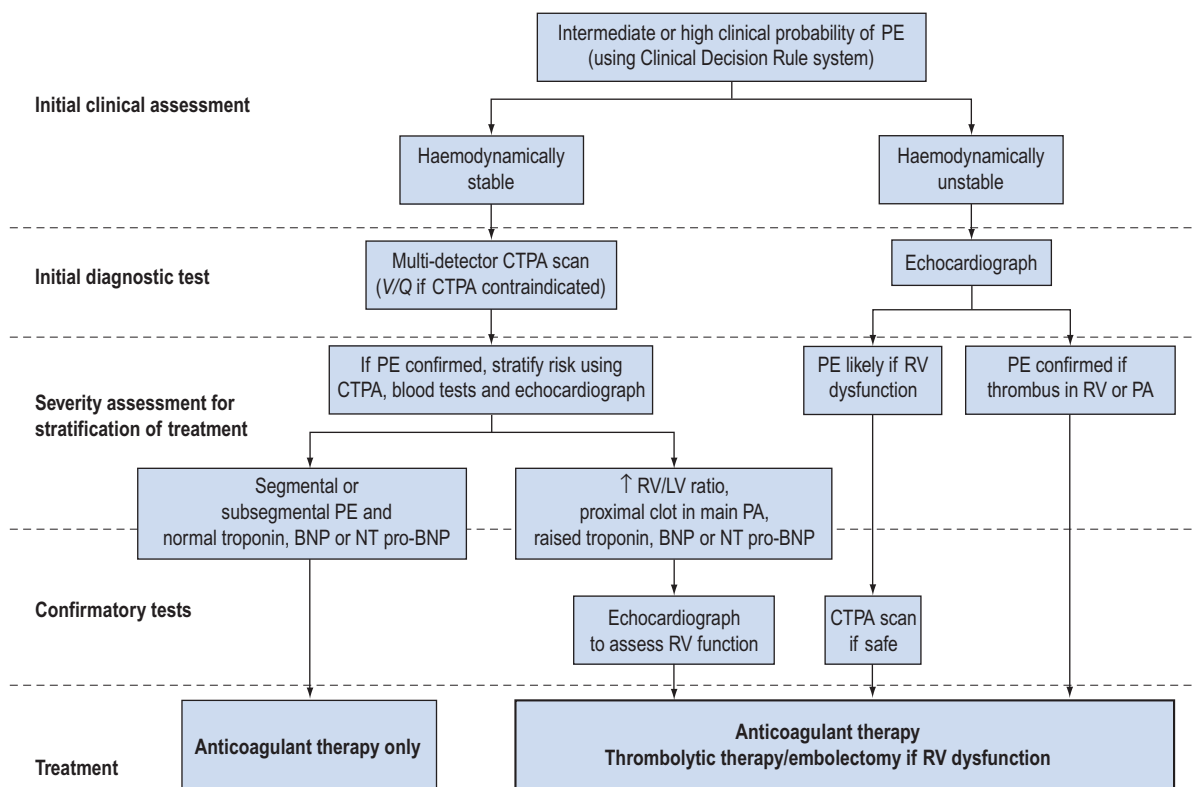 Intermediate or high clinical probability of PE
(using Clinical Decision Rule system)
Initial clinical assessment
Haemodynamically
stable
Haemodynamically
unstable
Initial diagnostic test
Multi-detector CTPA scan
(V/Q if CTPA contraindicated)
Echocardiograph
Severity assessment for
stratification of treatment
If PE confirmed, stratify risk using
CTPA, blood tests and echocardiograph
PE likely if RV
dysfunction
PE confirmed if
thrombus in RV or PA
Segmental or
subsegmental PE and
normal troponin, BNP or NT pro-BNP
↑ RV/LV ratio,
proximal clot in main PA,
raised troponin, BNP or NT pro-BNP
Confirmatory tests
Echocardiograph
to assess RV function
CTPA scan
if safe
Treatment
Anticoagulant therapy only
Anticoagulant therapy
Thrombolytic therapy/embolectomy if RV dysfunction